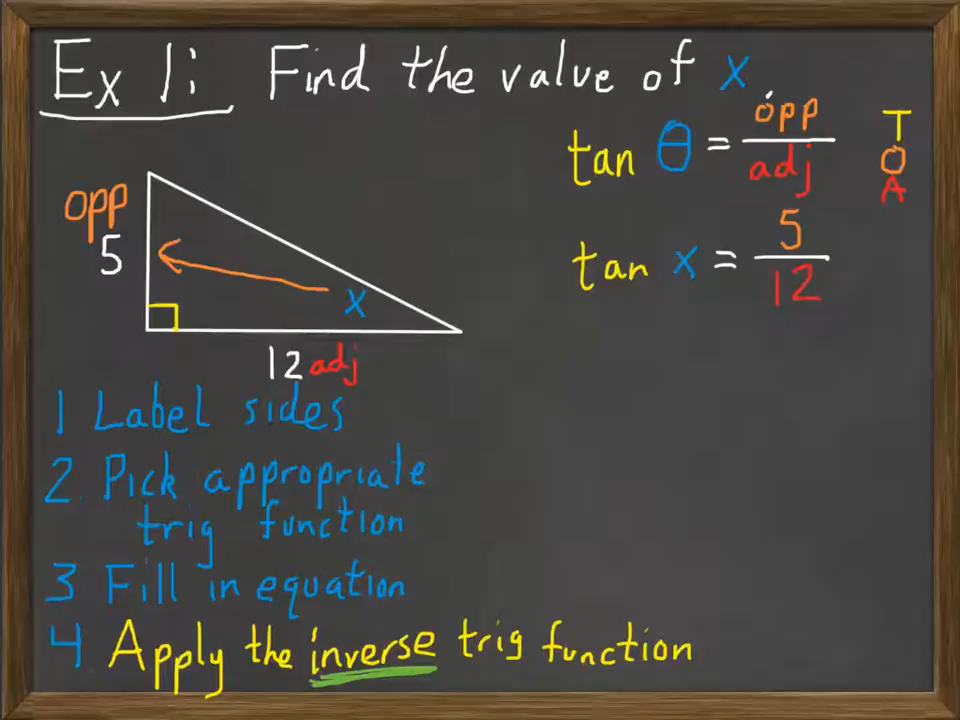 Ex 1: Find the value of x.
tan θ = opp/adj
T
O
A
tan x = 5/12
opp
5
x
12 adj
1 Label sides
2. Pick appropriate
trig function
3 Fill in equation
4 Apply the inverse trig function